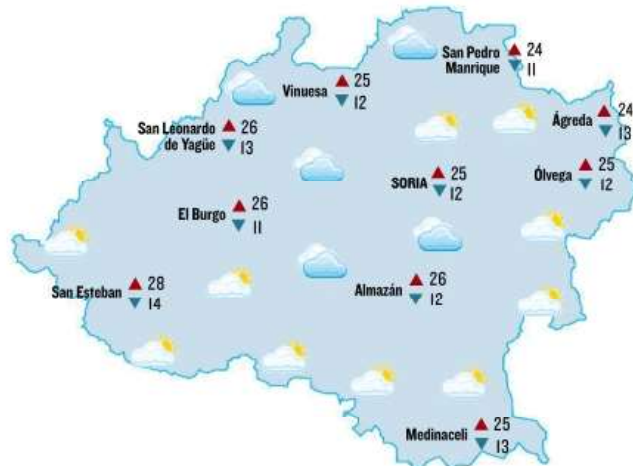 San Pedro
Manrique
24
11
Vinuesa
25
12
Ágreda
24
13
San Leonardo
de Yagüe
26
13
SORIA
25
12
Ólvega
25
12
El Burgo
26
11
San Esteban
28
14
Almazán
26
12
Medinaceli
25
13